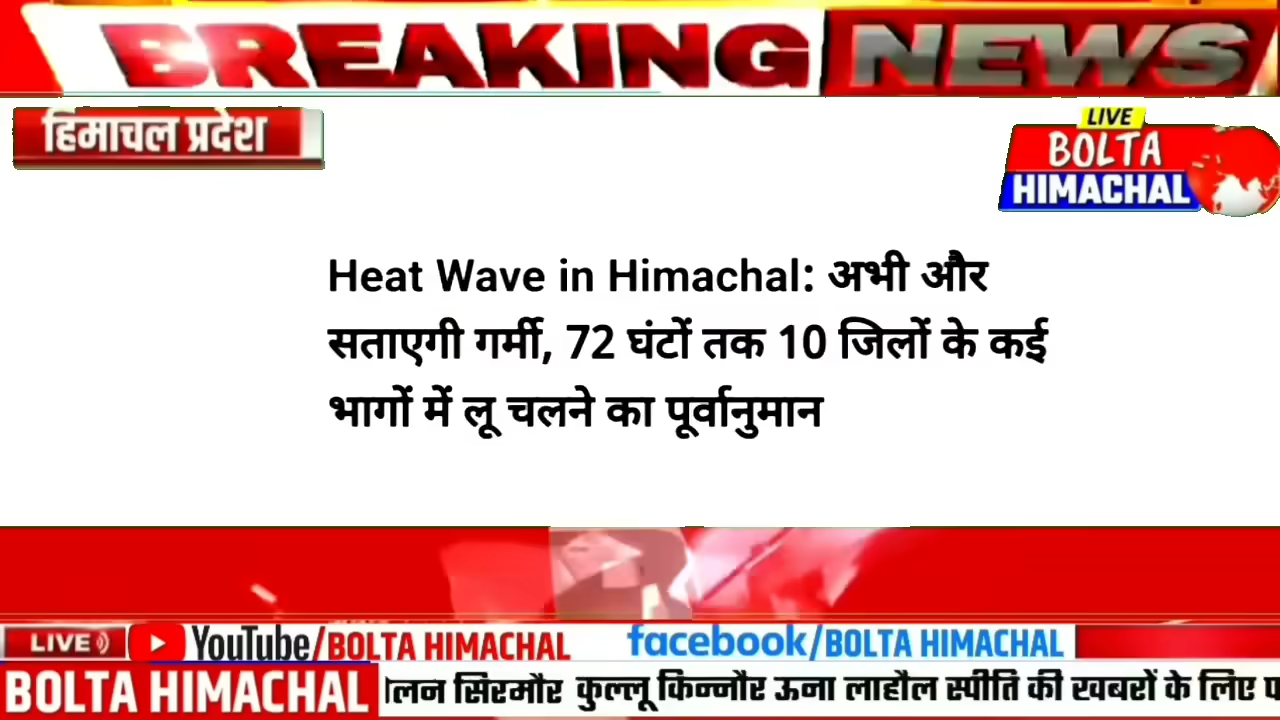 BREAKING NEWS
हिमाचल प्रदेश
LIVE
BOLTA
HIMACHAL
Heat Wave in Himachal: अभी और
सताएगी गर्मी, 72 घंटों तक 10 जिलों के कई
भागों में लू चलने का पूर्वानुमान
LIVE YouTube/BOLTA HIMACHAL facebook/BOLTA HIMACHAL
BOLTA HIMACHAL सिरमौर कुल्लू किन्नौर ऊना लाहौल स्पीति की खबरों के लिए